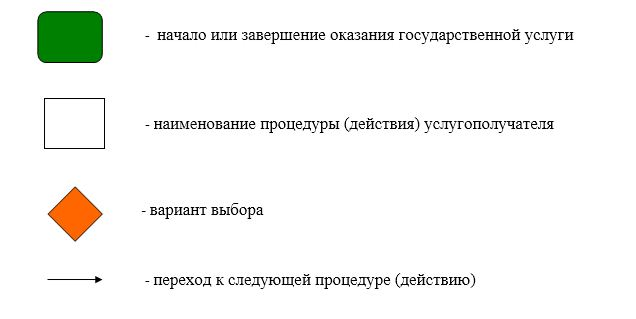 - начало или завершение оказания государственной услуги
- наименование процедуры (действия) услугополучателя
- вариант выбора
- переход к следующей процедуре (действию)